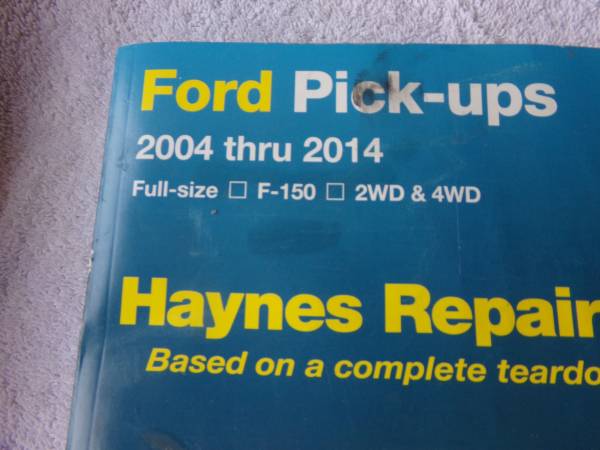 Ford Pick-ups
2004 thru 2014
Full-size □ F-150 □ 2WD & 4WD
Haynes Repair
Based on a complete teardo